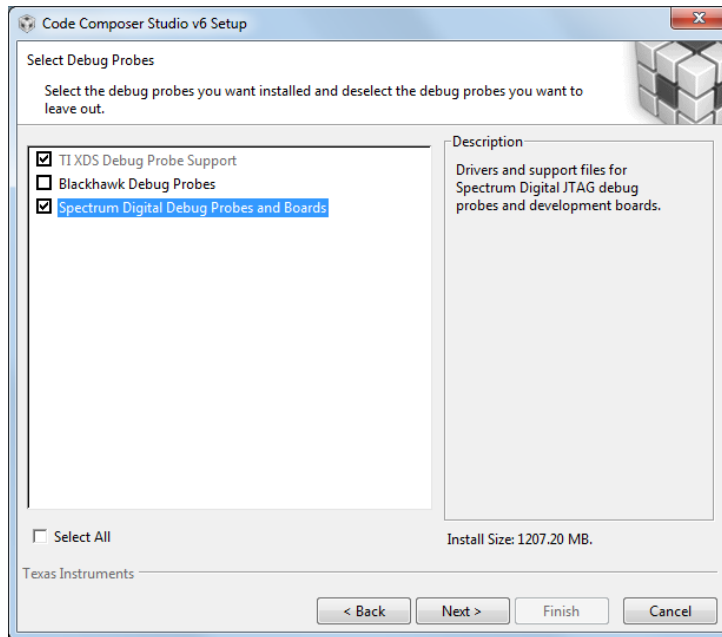 Code Composer Studio v6 Setup
Select Debug Probes
Select the debug probes you want installed and deselect the debug probes you want to
leave out.
TI XDS Debug Probe Support
Blackhawk Debug Probes
Spectrum Digital Debug Probes and Boards
Description
Drivers and support files for
Spectrum Digital JTAG debug
probes and development boards.
Select All
Install Size: 1207.20 MB.
Texas Instruments
< Back
Next >
Finish
Cancel